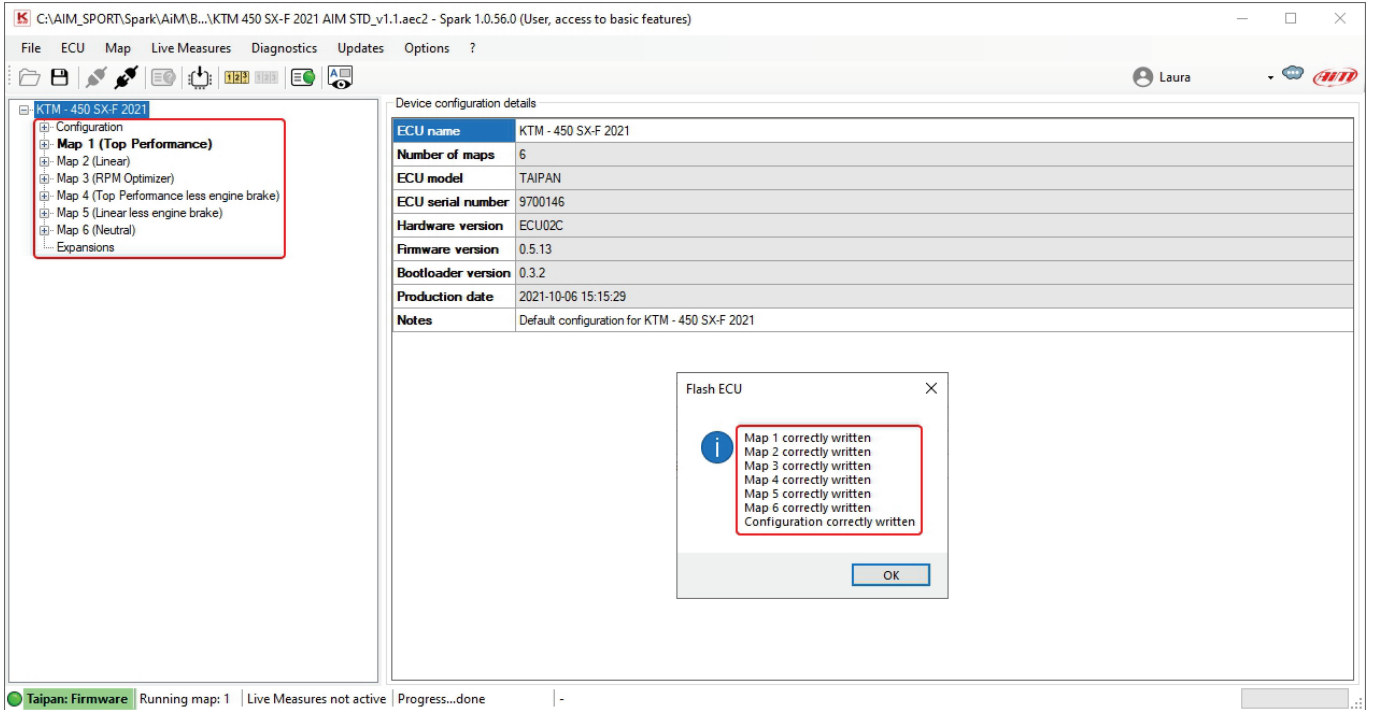 C:\AIM_SPORT\Spark\AiM\B...\KTM 450 SX-F 2021 AIM STD_v1.1.aec2 - Spark 1.0.56.0 (User, access to basic features)
File ECU Map Live Measures Diagnostics Updates Options ?
Laura
AiM
KTM - 450 SX-F 2021
Configuration
Map 1 (Top Performance)
Map 2 (Linear)
Map 3 (RPM Optimizer)
Map 4 (Top Performance less engine brake)
Map 5 (Linear less engine brake)
Map 6 (Neutral)
Expansions
Device configuration details
ECU name KTM - 450 SX-F 2021
Number of maps 6
ECU model TAIPAN
ECU serial number 9700146
Hardware version ECU02C
Firmware version 0.5.13
Bootloader version 0.3.2
Production date 2021-10-06 15:15:29
Notes Default configuration for KTM - 450 SX-F 2021
Flash ECU
Map 1 correctly written
Map 2 correctly written
Map 3 correctly written
Map 4 correctly written
Map 5 correctly written
Map 6 correctly written
Configuration correctly written
OK
Taipan: Firmware Running map: 1 Live Measures not active Progress...done -